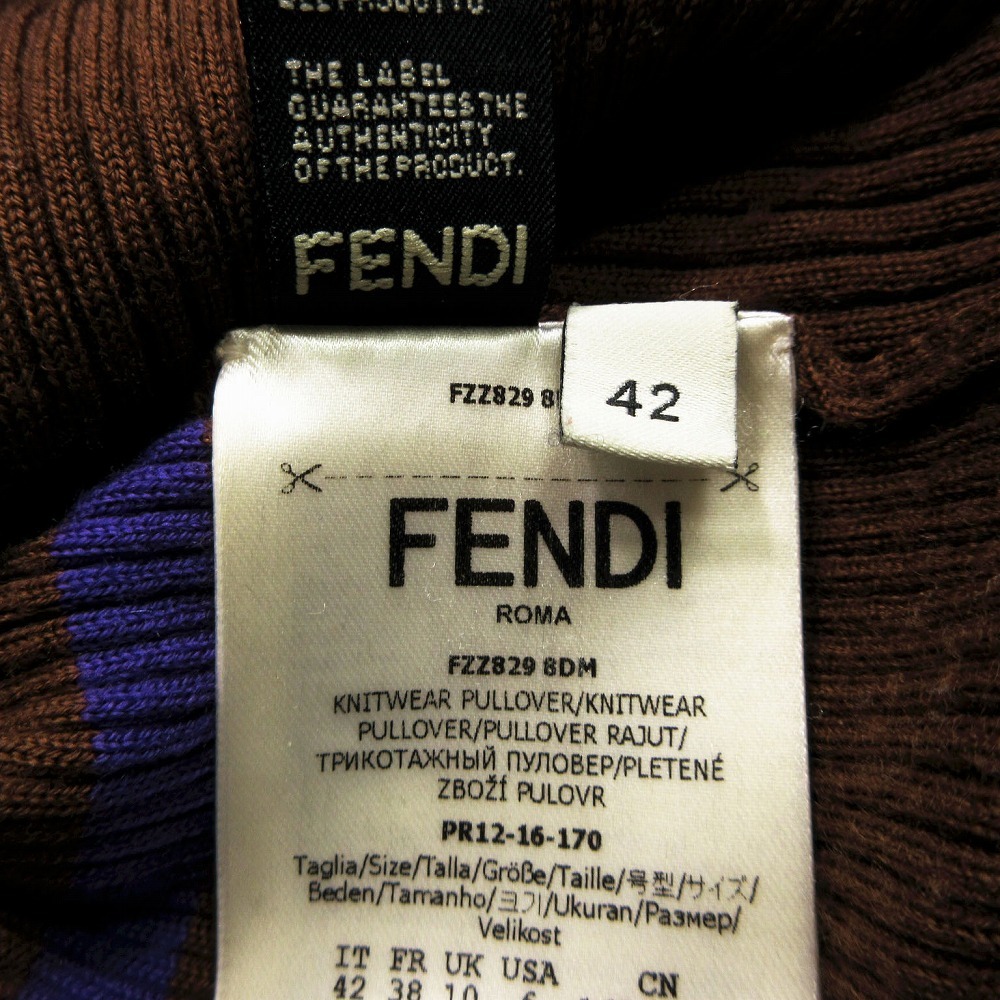 THE LABEL
GUARANTEES THE
AUTHENTICITY
OF THE PRODUCT.
FENDI
FZZ829 8
42
FENDI
ROMA
FZZ829 8DM
KNITWEAR PULLOVER/KNITWEAR
PULLOVER/PULLOVER RAJUT/
ТРИКОТАЖНЫЙ ПУЛОВЕР/PLETENÉ
ZBOŽÍ PULOVR
PR12-16-170
Taglia/Size/Talla/Größe/Taille/号型/サイズ/
Beden/Tamanho/크기/Ukuran/Размер/
Velikost
IT FR UK USA CN
42 38 10 6